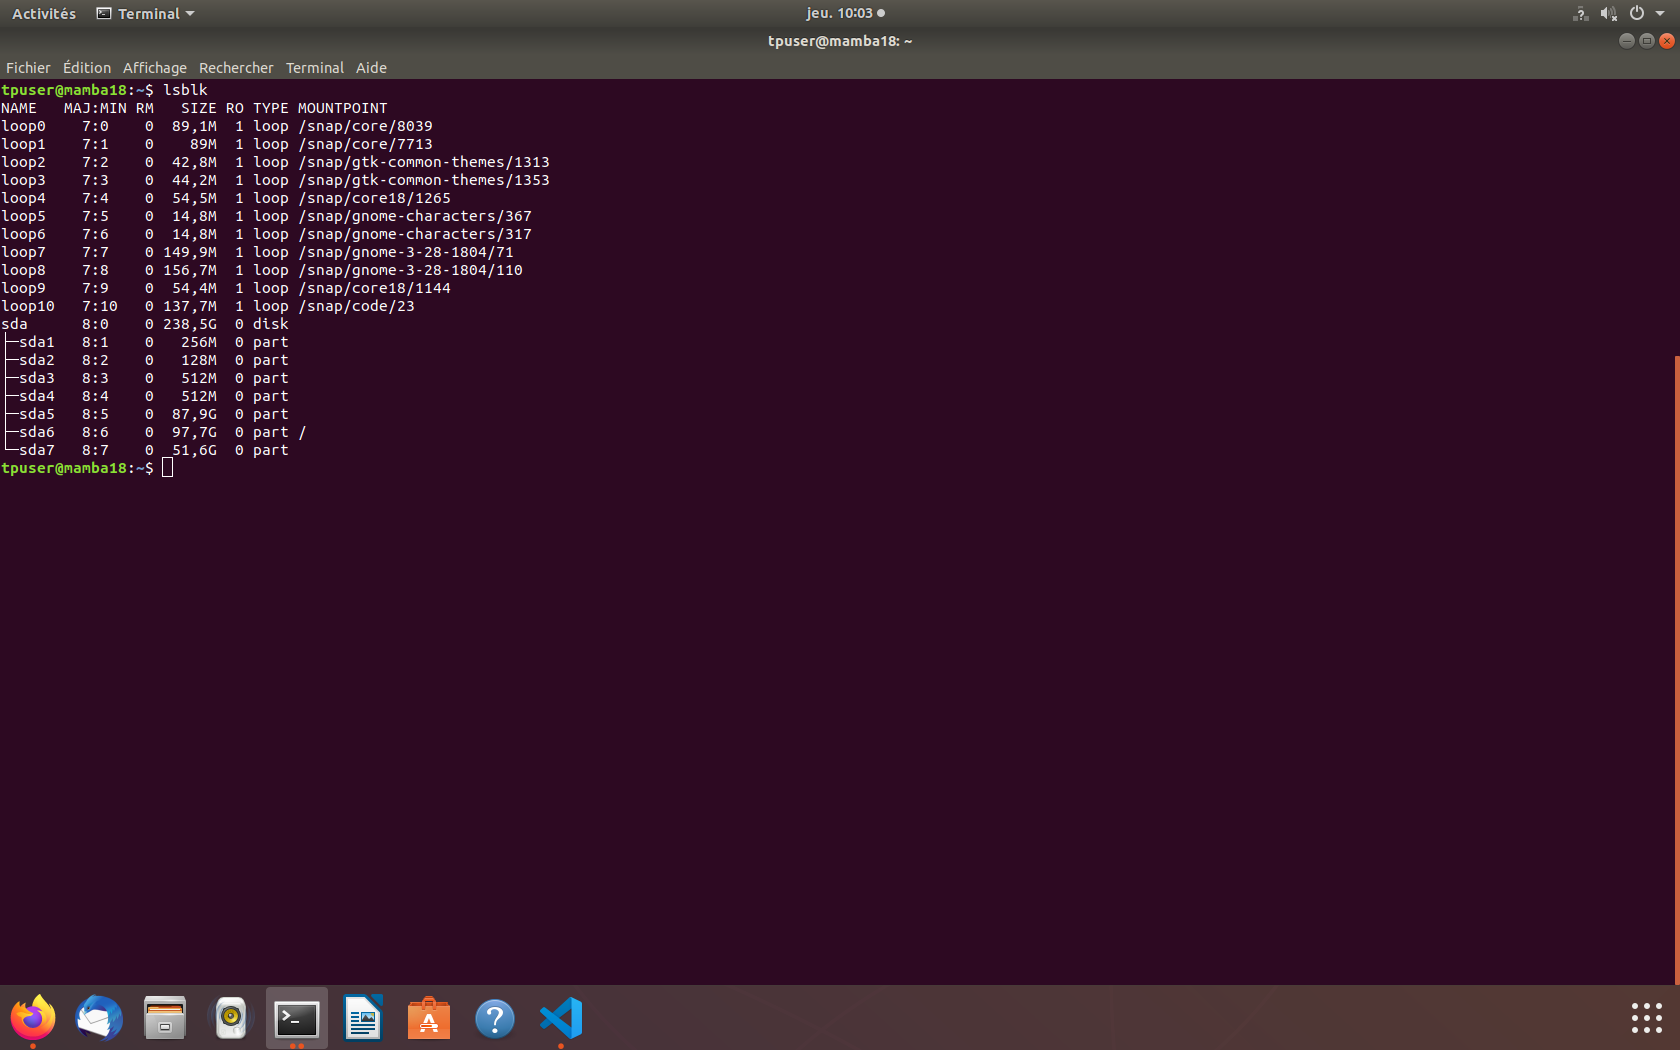 Activités Terminal jeu. 10:03
tpuser@mamba18: ~
Fichier Édition Affichage Rechercher Terminal Aide
tpuser@mamba18:~$ lsblk
NAME   MAJ:MIN RM   SIZE RO TYPE MOUNTPOINT
loop0    7:0    0  89,1M  1 loop /snap/core/8039
loop1    7:1    0    89M  1 loop /snap/core/7713
loop2    7:2    0  42,8M  1 loop /snap/gtk-common-themes/1313
loop3    7:3    0  44,2M  1 loop /snap/gtk-common-themes/1353
loop4    7:4    0  54,5M  1 loop /snap/core18/1265
loop5    7:5    0  14,8M  1 loop /snap/gnome-characters/367
loop6    7:6    0  14,8M  1 loop /snap/gnome-characters/317
loop7    7:7    0 149,9M  1 loop /snap/gnome-3-28-1804/71
loop8    7:8    0 156,7M  1 loop /snap/gnome-3-28-1804/110
loop9    7:9    0  54,4M  1 loop /snap/core18/1144
loop10   7:10   0 137,7M  1 loop /snap/code/23
sda      8:0    0 238,5G  0 disk
├─sda1   8:1    0   256M  0 part
├─sda2   8:2    0   128M  0 part
├─sda3   8:3    0   512M  0 part
├─sda4   8:4    0   512M  0 part
├─sda5   8:5    0  87,9G  0 part
├─sda6   8:6    0  97,7G  0 part /
└─sda7   8:7    0  51,6G  0 part
tpuser@mamba18:~$